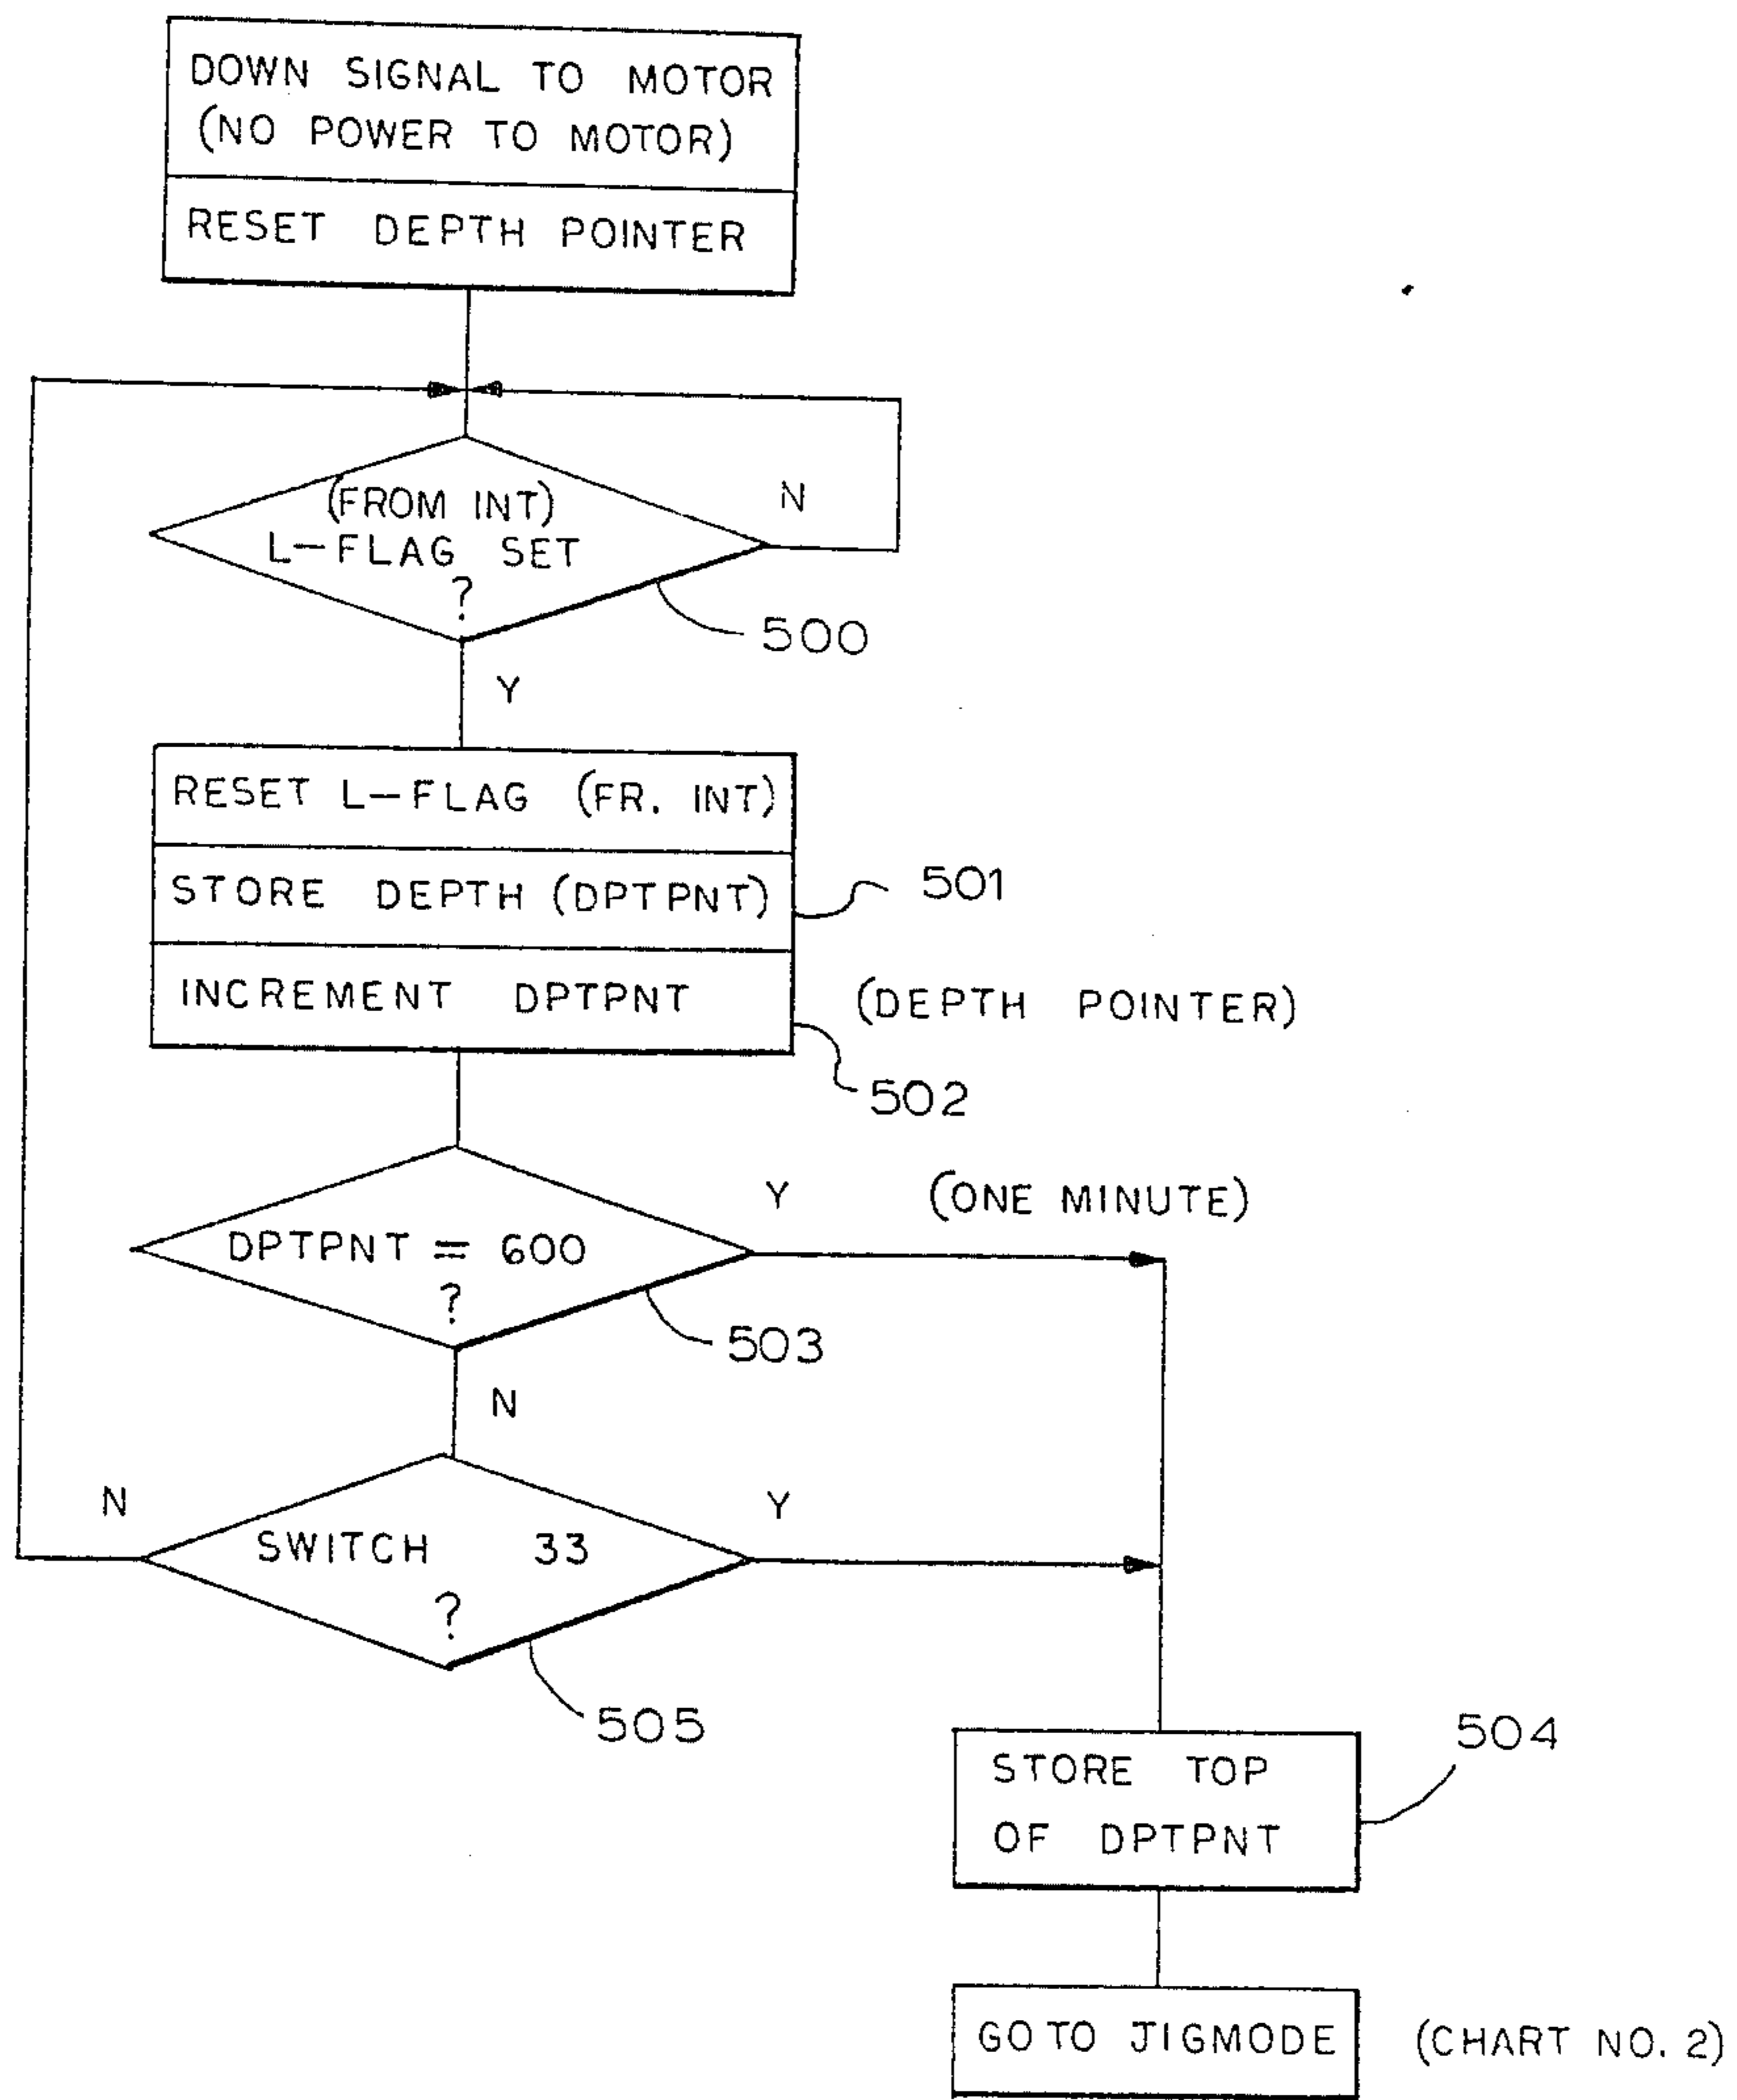 DOWN SIGNAL TO MOTOR
(NO POWER TO MOTOR)
RESET DEPTH POINTER
(FROM INT)
L-FLAG SET
?
N
500
Y
RESET L-FLAG (FR. INT)
STORE DEPTH (DPTPNT)
501
INCREMENT DPTPNT
(DEPTH POINTER)
502
DPTPNT = 600
?
Y
(ONE MINUTE)
503
N
SWITCH 33
?
N
Y
505
STORE TOP
OF DPTPNT
504
GO TO JIGMODE
(CHART NO. 2)